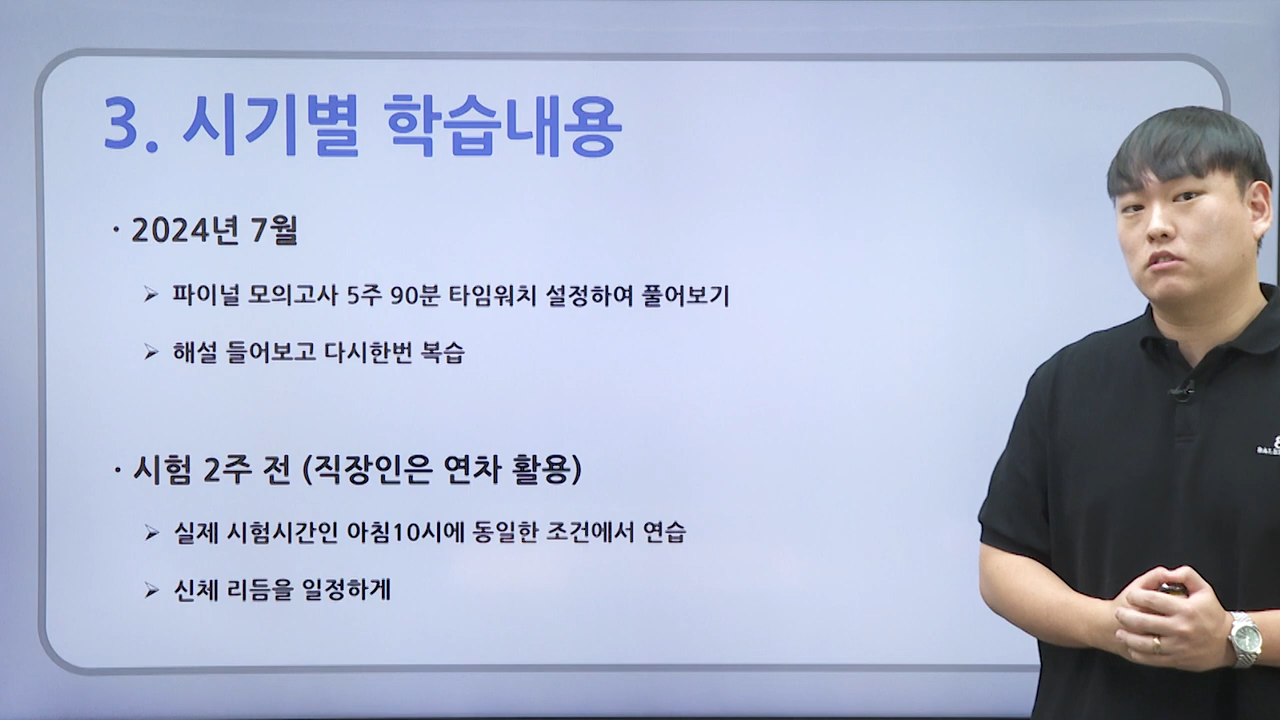 3. 시기별 학습내용
· 2024년 7월
➢ 파이널 모의고사 5주 90분 타임워치 설정하여 풀어보기
➢ 해설 들어보고 다시한번 복습
· 시험 2주 전 (직장인은 연차 활용)
➢ 실제 시험시간인 아침10시에 동일한 조건에서 연습
➢ 신체 리듬을 일정하게